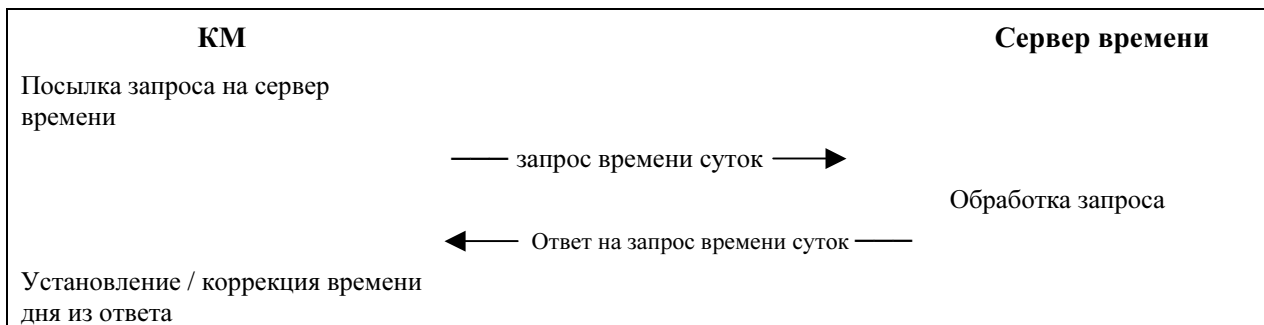 КМ Сервер времени
Посылка запроса на сервер
времени
запрос времени суток
Обработка запроса
Ответ на запрос времени суток
Установление / коррекция времени
дня из ответа